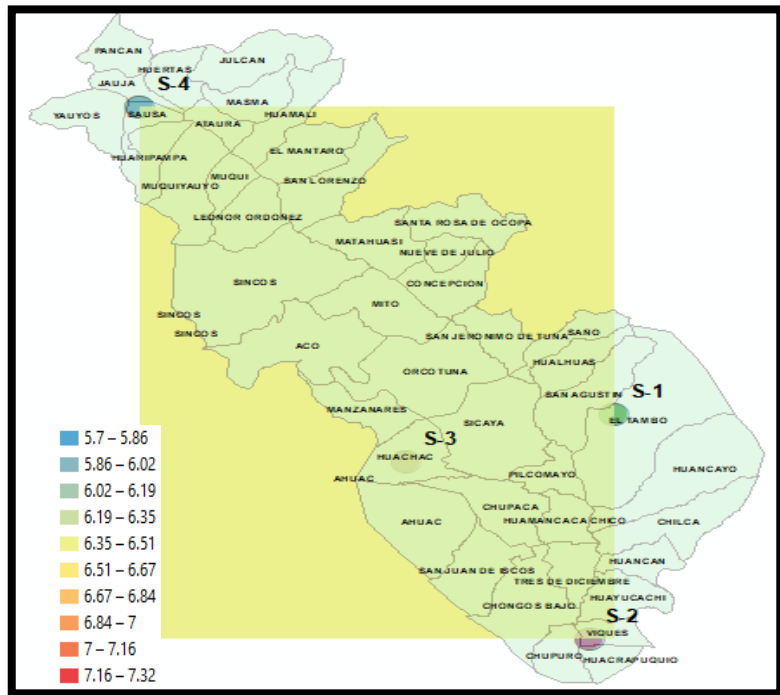 PANCAN
HUERTAS
JULCAN
S-4
JAUJA
MASMA
YAUYOS
SAUSA
ATAURA
HUAMALI
HUARIPAMPA
EL MANTARO
MUQUI
MUQUIYAUYO
SAN LORENZO
LEONOR ORDOÑEZ
SANTA ROSA DE OCOPA
MATAHUASI
NUEVE DE JULIO
SINCOS
CONCEPCION
MITO
SINCOS
SINCOS
ACO
SAN JERONIMO DE TUNA
SAÑO
HUALHUAS
ORCOTUNA
SAN AGUSTIN
S-1
MANZANARES
SICAYA
EL TAMBO
S-3
HUACHAC
AHUAC
PILCOMAYO
HUANCAYO
CHUPACA
AHUAC
HUAMANCACA CHICO
CHILCA
HUANCAN
SAN JUAN DE ISCOS
TRES DE DICIEMBRE
CHONGOS BAJO
HUAYUCACHI
S-2
VIQUES
CHUPURO
HUACRAPUQUIO
5.7 – 5.86
5.86 – 6.02
6.02 – 6.19
6.19 – 6.35
6.35 – 6.51
6.51 – 6.67
6.67 – 6.84
6.84 – 7
7 – 7.16
7.16 – 7.32